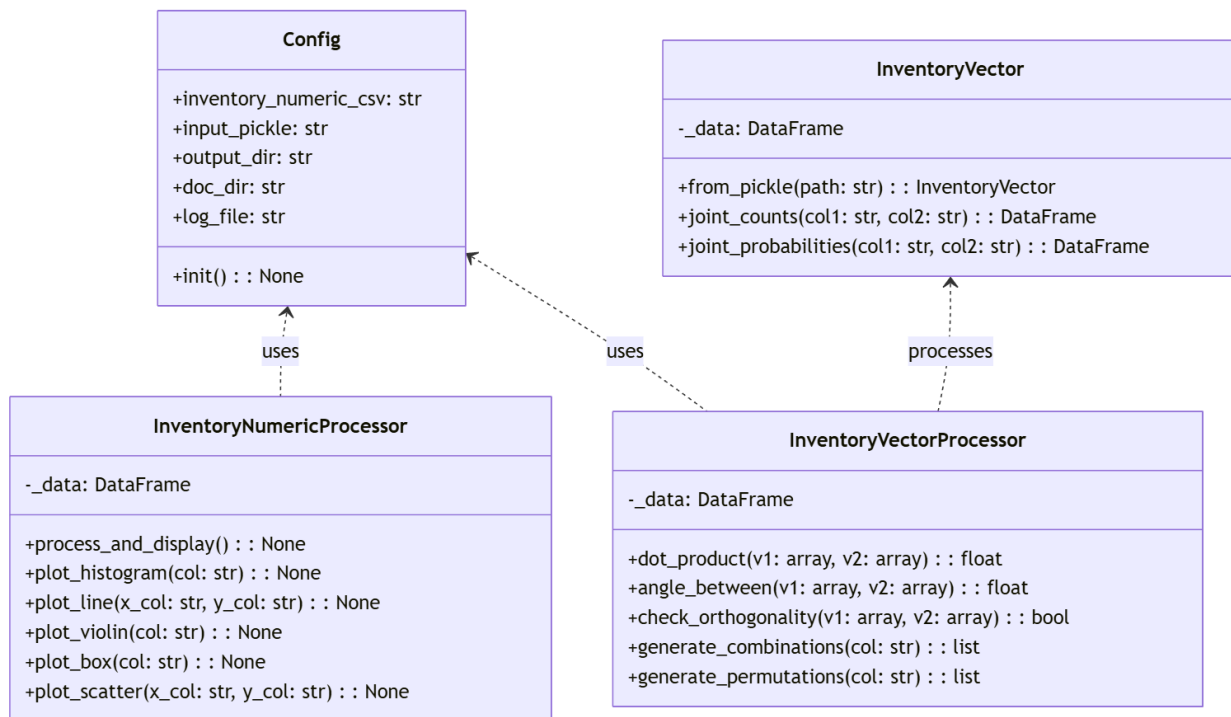 Config
+inventory_numeric_csv: str
+input_pickle: str
+output_dir: str
+doc_dir: str
+log_file: str
+init() : : None
InventoryVector
-_data: DataFrame
+from_pickle(path: str) : : InventoryVector
+joint_counts(col1: str, col2: str) : : DataFrame
+joint_probabilities(col1: str, col2: str) : : DataFrame
uses
uses
processes
InventoryNumericProcessor
-_data: DataFrame
+process_and_display() : : None
+plot_histogram(col: str) : : None
+plot_line(x_col: str, y_col: str) : : None
+plot_violin(col: str) : : None
+plot_box(col: str) : : None
+plot_scatter(x_col: str, y_col: str) : : None
InventoryVectorProcessor
-_data: DataFrame
+dot_product(v1: array, v2: array) : : float
+angle_between(v1: array, v2: array) : : float
+check_orthogonality(v1: array, v2: array) : : bool
+generate_combinations(col: str) : : list
+generate_permutations(col: str) : : list